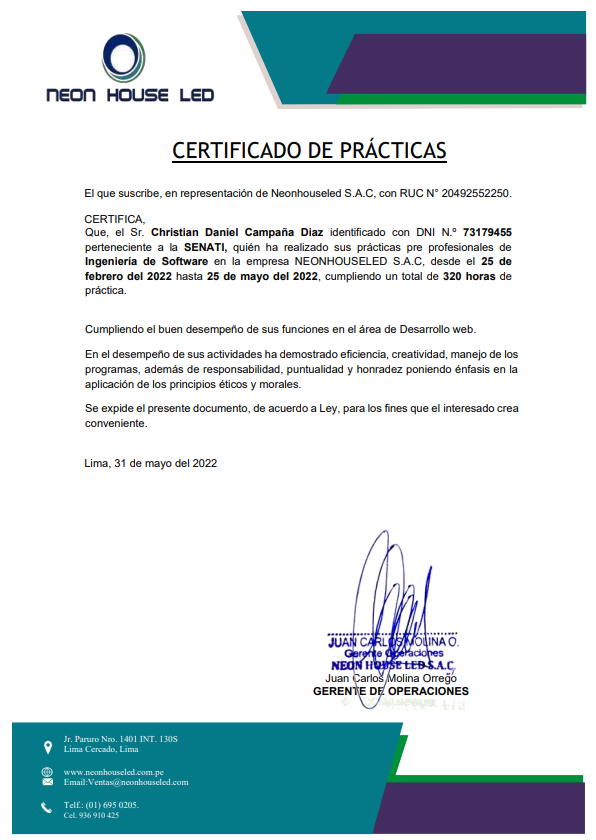 NEON HOUSE LED
CERTIFICADO DE PRÁCTICAS
El que suscribe, en representación de Neonhouseled S.A.C, con RUC N° 20492552250.
CERTIFICA,
Que, el Sr. Christian Daniel Campaña Diaz identificado con DNI N.º 73179455
perteneciente a la SENATI, quién ha realizado sus prácticas pre profesionales de
Ingeniería de Software en la empresa NEONHOUSELED S.A.C, desde el 25 de
febrero del 2022 hasta 25 de mayo del 2022, cumpliendo un total de 320 horas de
práctica.
Cumpliendo el buen desempeño de sus funciones en el área de Desarrollo web.
En el desempeño de sus actividades ha demostrado eficiencia, creatividad, manejo de los
programas, además de responsabilidad, puntualidad y honradez poniendo énfasis en la
aplicación de los principios éticos y morales.
Se expide el presente documento, de acuerdo a Ley, para los fines que el interesado crea
conveniente.
Lima, 31 de mayo del 2022
JUAN CARLOS MOLINA O.
Gerente Operaciones
NEON HOUSE LED S.A.C.
Juan Carlos Molina Orrego
GERENTE DE OPERACIONES
Jr. Paruro Nro. 1401 INT. 130S
Lima Cercado, Lima
www.neonhouseled.com.pe
Email:Ventas@neonhouseled.com
Telf.: (01) 695 0205.
Cel. 936 910 425